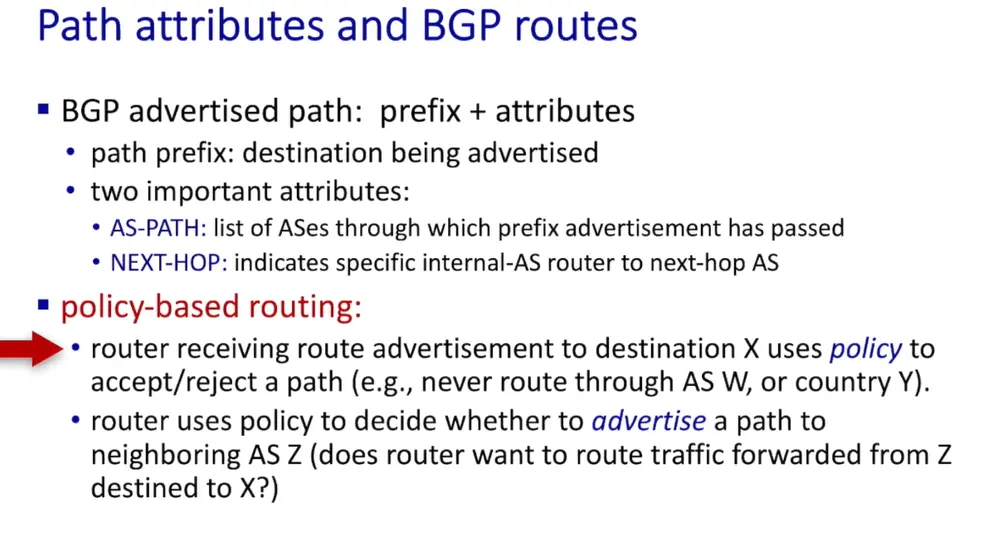 Path attributes and BGP routes
▪ BGP advertised path: prefix + attributes
• path prefix: destination being advertised
• two important attributes:
• AS-PATH: list of ASes through which prefix advertisement has passed
• NEXT-HOP: indicates specific internal-AS router to next-hop AS
▪ policy-based routing:
• router receiving route advertisement to destination X uses policy to
accept/reject a path (e.g., never route through AS W, or country Y).
• router uses policy to decide whether to advertise a path to
neighboring AS Z (does router want to route traffic forwarded from Z
destined to X?)